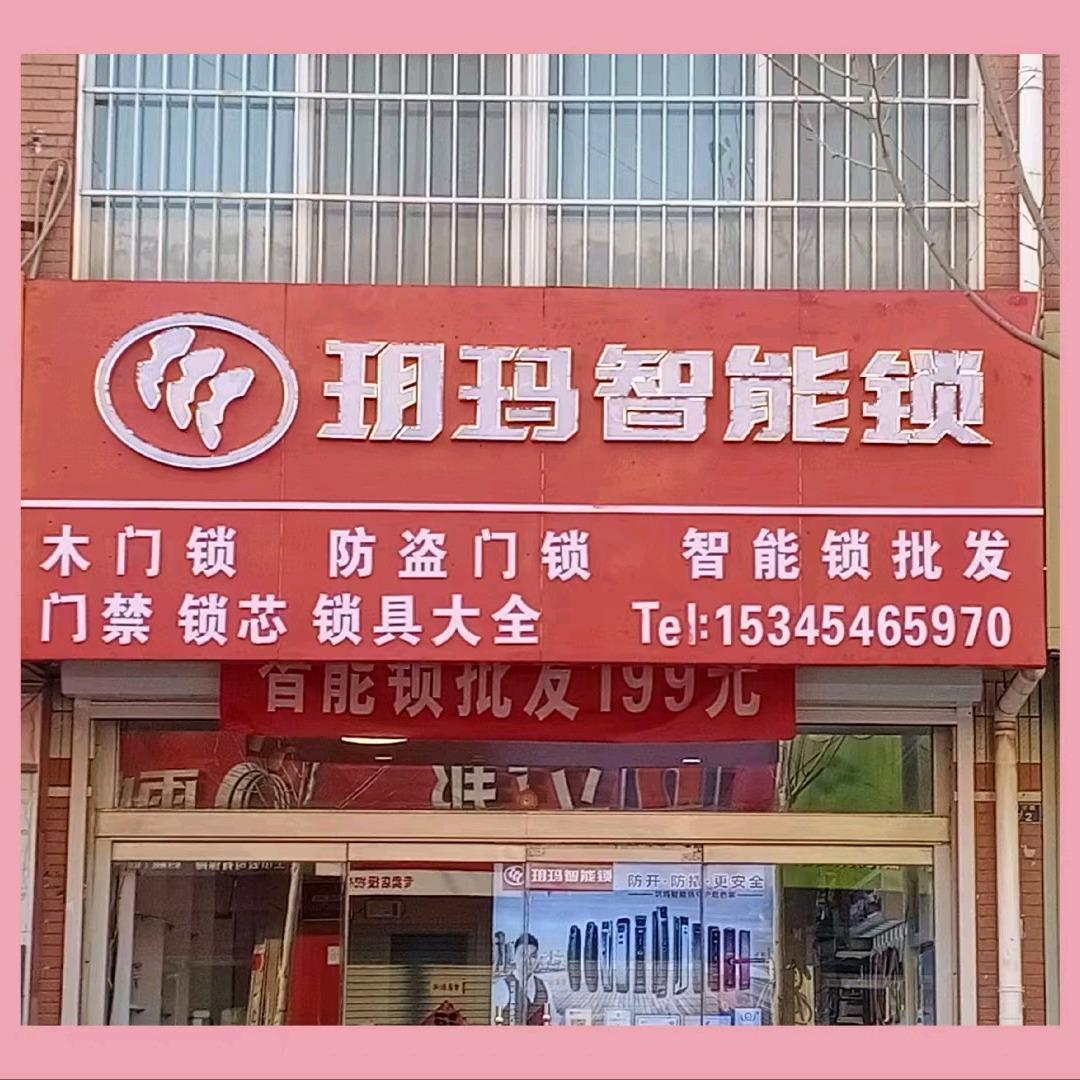 玥玛智能锁
木门锁 防盗门锁 智能锁批发
门禁 锁芯 锁具大全 Tel:15345465970
智能锁批发199元
玥玛智能锁 防开·防撬·更安全